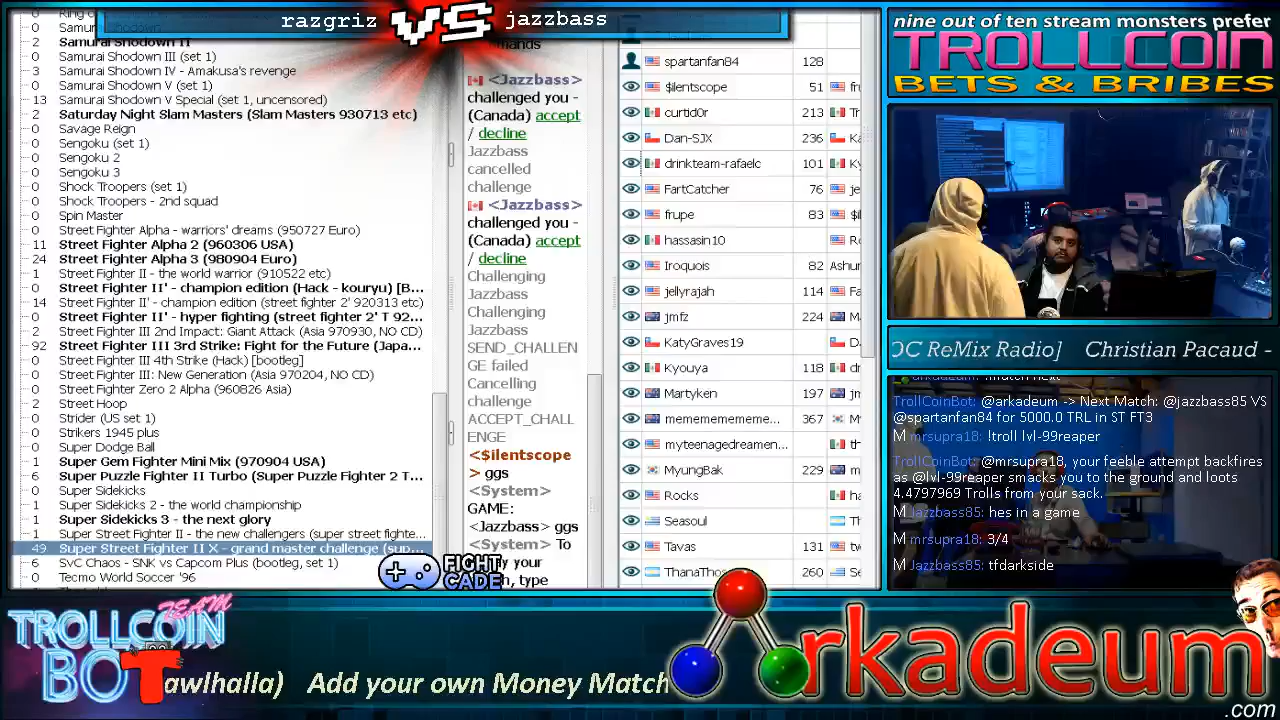 razgriz VS jazzbass
Samurai Shodown II
2 Samurai Shodown III (set 1)
3 Samurai Shodown IV - Amakusa's revenge
0 Samurai Shodown V (set 1)
13 Samurai Shodown V Special (set 1, uncensored)
2 Saturday Night Slam Masters (Slam Masters 930713 etc)
0 Savage Reign
0 Sengoku (set 1)
0 Sengoku 2
0 Sengoku 3
0 Shock Troopers (set 1)
0 Shock Troopers - 2nd squad
0 Spin Master
0 Street Fighter Alpha - warriors' dreams (950727 Euro)
11 Street Fighter Alpha 2 (960306 USA)
24 Street Fighter Alpha 3 (980904 Euro)
1 Street Fighter II - the world warrior (910522 etc)
0 Street Fighter II' - champion edition (Hack - kouryu) [B...
14 Street Fighter II' - champion edition (street fighter 2' 920313 etc)
0 Street Fighter II' - hyper fighting (street fighter 2' T 92...
2 Street Fighter III 2nd Impact: Giant Attack (Asia 970930, NO CD)
92 Street Fighter III 3rd Strike: Fight for the Future (Japa...
0 Street Fighter III 4th Strike (Hack) [bootleg]
0 Street Fighter III: New Generation (Asia 970204, NO CD)
0 Street Fighter Zero 2 Alpha (960826 Asia)
2 Street Hoop
0 Strider (US set 1)
0 Strikers 1945 plus
0 Super Dodge Ball
1 Super Gem Fighter Mini Mix (970904 USA)
6 Super Puzzle Fighter II Turbo (Super Puzzle Fighter 2 T...
0 Super Sidekicks
1 Super Sidekicks 2 - the world championship
1 Super Sidekicks 3 - the next glory
1 Super Street Fighter II - the new challengers (super street fighte...
49 Super Street Fighter II X - grand master challenge (sup...
6 SvC Chaos - SNK vs Capcom Plus (bootleg, set 1)
0 Tecmo World Soccer '96
<Jazzbass>
challenged you -
(Canada) accept
/ decline
Jazzbass
cancelled
challenge
<Jazzbass>
challenged you -
(Canada) accept
/ decline
Challenging
Jazzbass
Challenging
Jazzbass
SEND_CHALLEN
GE failed
Cancelling
challenge
ACCEPT_CHALL
ENGE
<$ilentscope
> ggs
<System>
GAME:
<Jazzbass> ggs
<System> To
your
type
FIGHT
CADE
spartanfan84 128
$ilentscope 51
curtid0r 213
101
FartCatcher 76
frupe 83
hassasin10
Iroquois 82 Ashur
jellyraiah 114
jmfz 224
KatyGraves19
Kyouya 118
Martyken 197
memememememe... 367
myteenagedreamen...
MyungBak 229
Rocks
Seasoul
Tavas 131
ThanaThos 260
nine out of ten stream monsters prefer
TROLLCOIN
BETS & BRIBES
OC ReMix Radio] Christian Pacaud -
TrollCoinBot: @arkadeum -> Next Match: @jazzbass85 VS
@spartanfan84 for 5000.0 TRL in ST FT3
M mrsupra18: !troll lvl-99reaper
TrollCoinBot: @mrsupra18, your feeble attempt backfires
as @lvl-99reaper smacks you to the ground and loots
4.4797969 Trolls from your sack.
M Jazzbass85: hes in a game
M mrsupra18: 3/4
M Jazzbass85: tfdarkside
TEAM
TROLLCOIN
BOT
awlhalla) Add your own Money Match
Arkadeum
.com